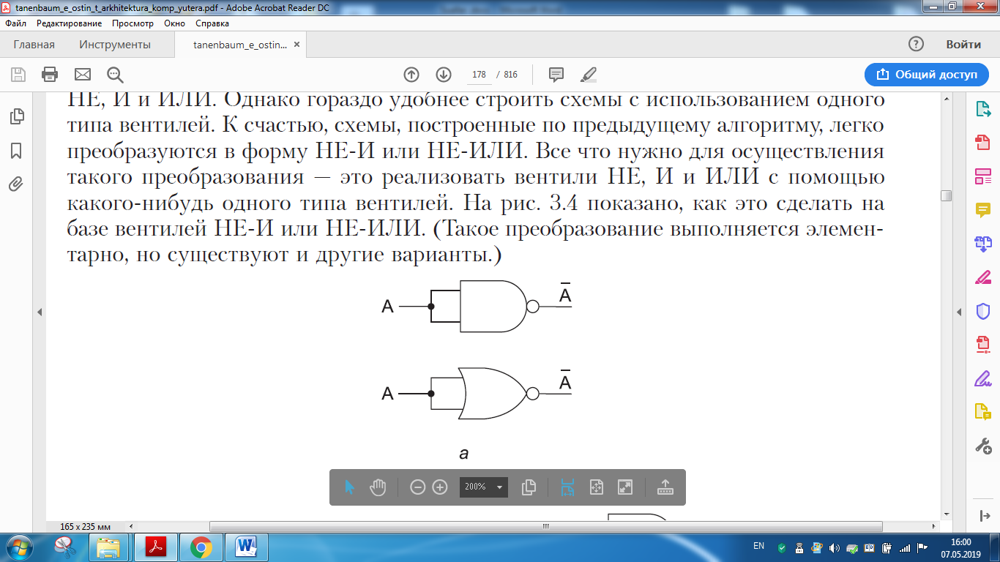 tanenbaum_e_ostin_t_arkhitektura_komp_yutera.pdf - Adobe Acrobat Reader DC
Файл Редактирование Просмотр Окно Справка
Главная Инструменты tanenbaum_e_ostin... × Войти
178 / 816 Общий доступ
НЕ, И и ИЛИ. Однако гораздо удобнее строить схемы с использованием одного
типа вентилей. К счастью, схемы, построенные по предыдущему алгоритму, легко
преобразуются в форму НЕ-И или НЕ-ИЛИ. Все что нужно для осуществления
такого преобразования — это реализовать вентили НЕ, И и ИЛИ с помощью
какого-нибудь одного типа вентилей. На рис. 3.4 показано, как это сделать на
базе вентилей НЕ-И или НЕ-ИЛИ. (Такое преобразование выполняется элемен-
тарно, но существуют и другие варианты.)
A A̅
A A̅
а
200%
165 x 235 мм
EN 16:00
07.05.2019